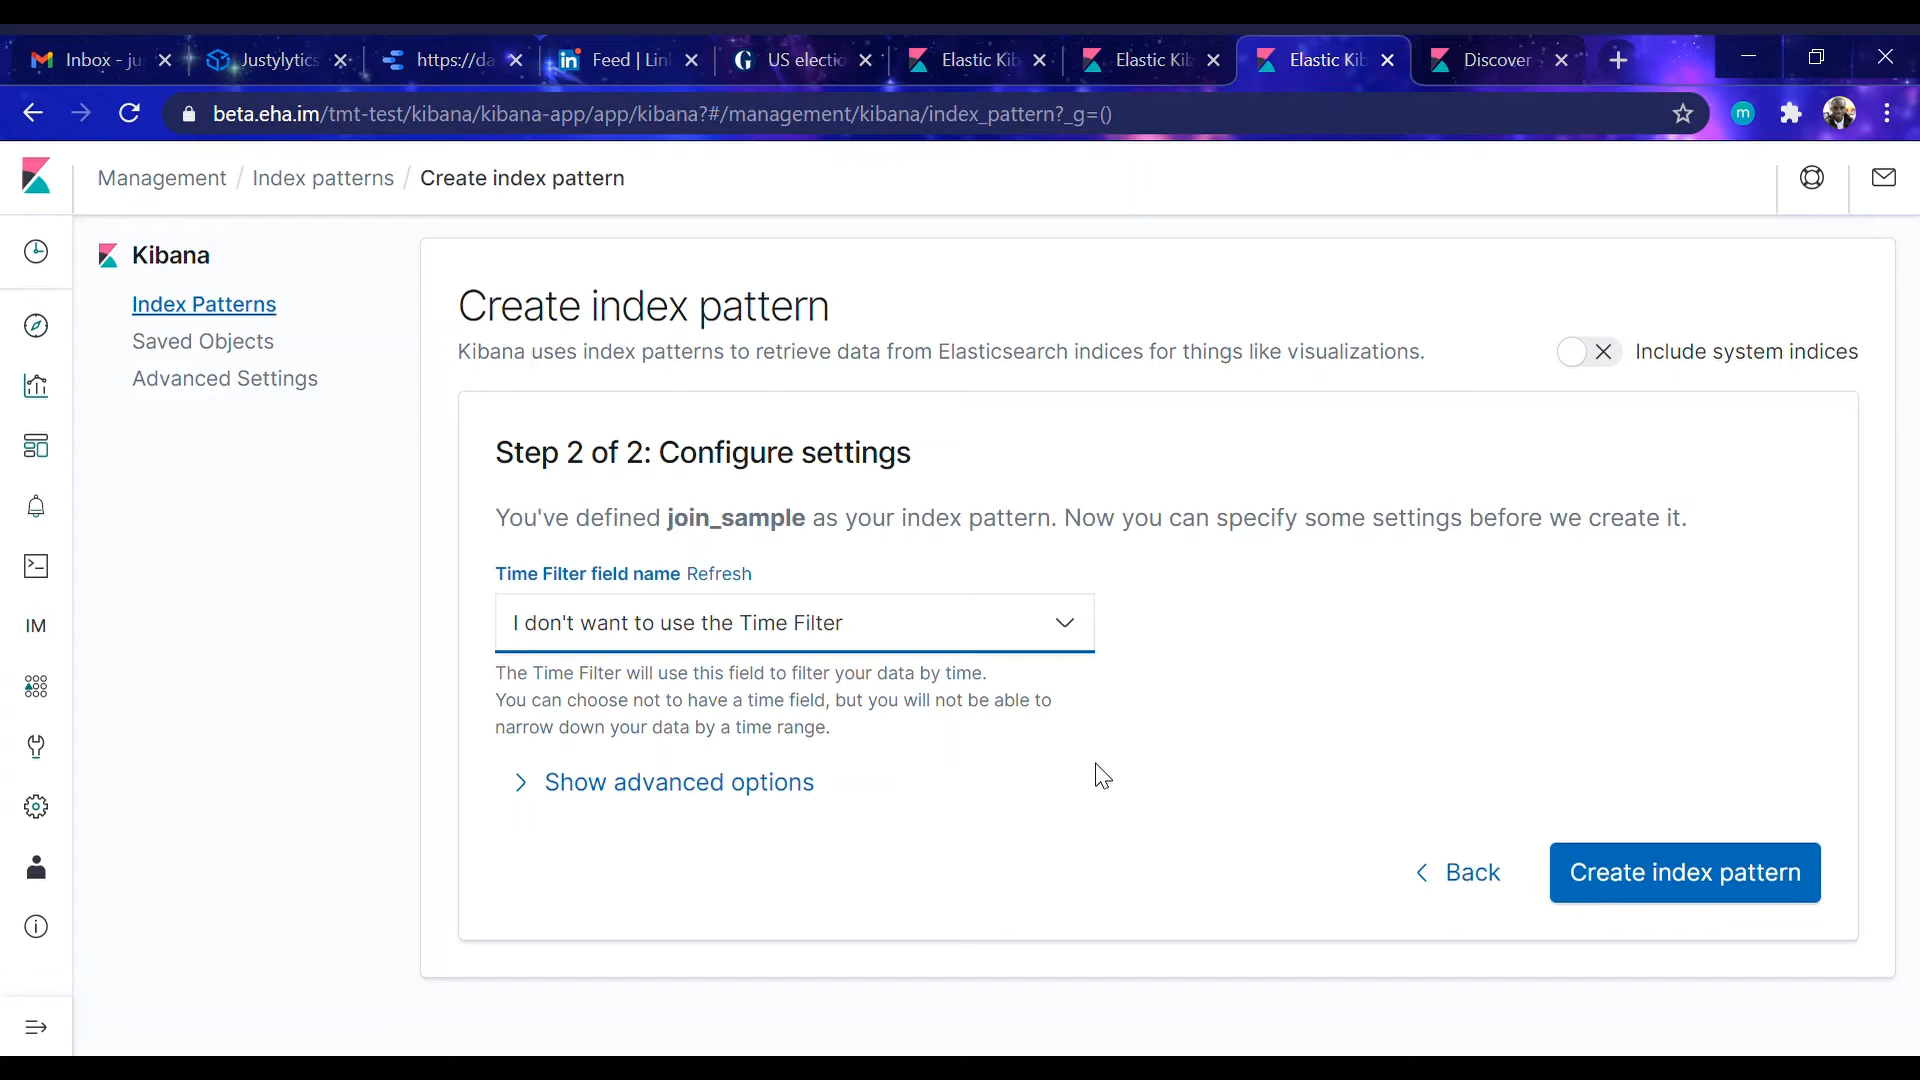 Inbox - ju
Justylytics
https://da
Feed | Lin
US electio
Elastic Kib
Elastic Kib
Elastic Kib
Discover
beta.eha.im/tmt-test/kibana/kibana-app/app/kibana?#/management/kibana/index_pattern?_g=()
m
Management / Index patterns / Create index pattern
Kibana
Index Patterns
Saved Objects
Advanced Settings
IM
Create index pattern
Kibana uses index patterns to retrieve data from Elasticsearch indices for things like visualizations.
Include system indices
Step 2 of 2: Configure settings
You've defined join_sample as your index pattern. Now you can specify some settings before we create it.
Time Filter field name Refresh
I don't want to use the Time Filter
The Time Filter will use this field to filter your data by time.
You can choose not to have a time field, but you will not be able to
narrow down your data by a time range.
Show advanced options
Back
Create index pattern